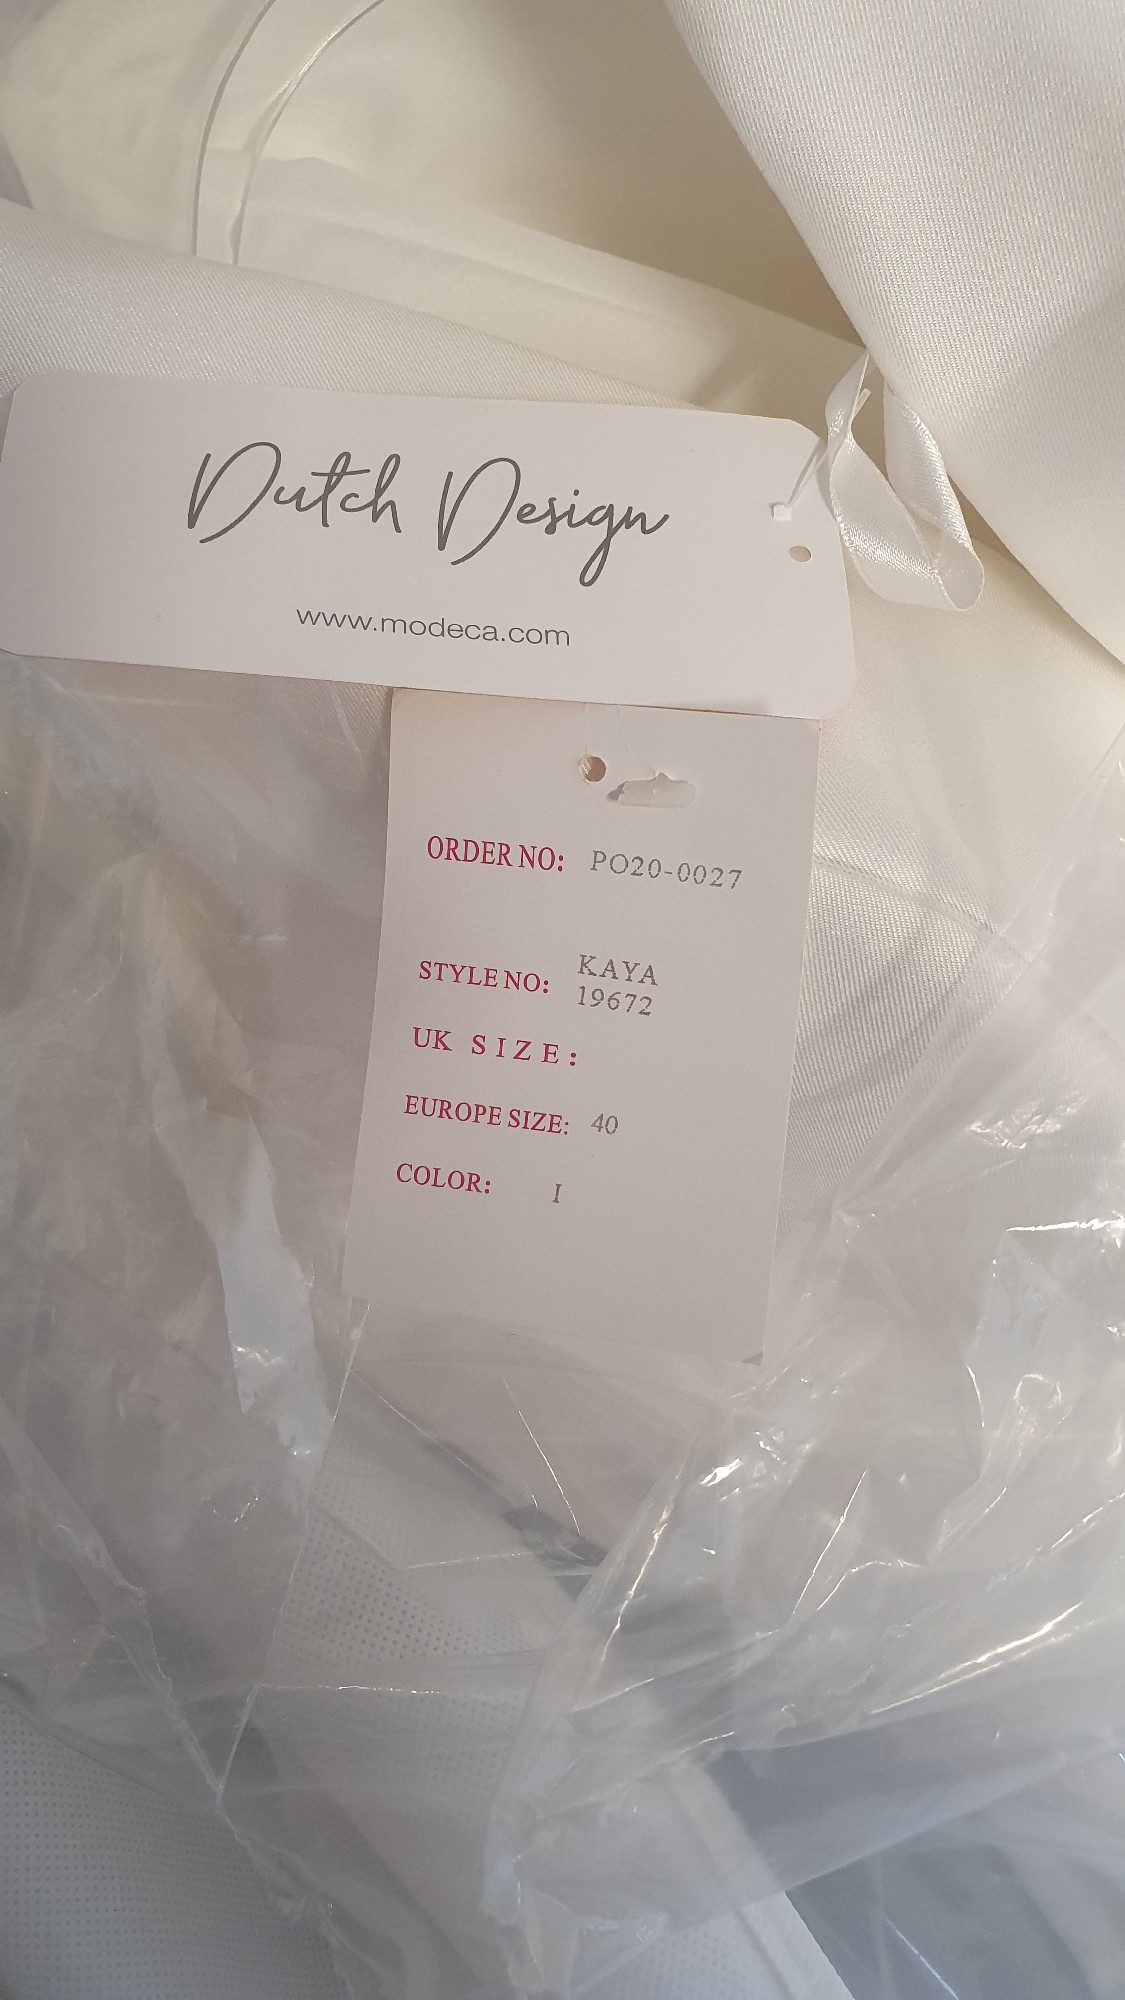 Dutch Design
www.modeca.com
ORDER NO: PO20-0027
STYLE NO: KAYA
19672
UK SIZE:
EUROPE SIZE: 40
COLOR: I